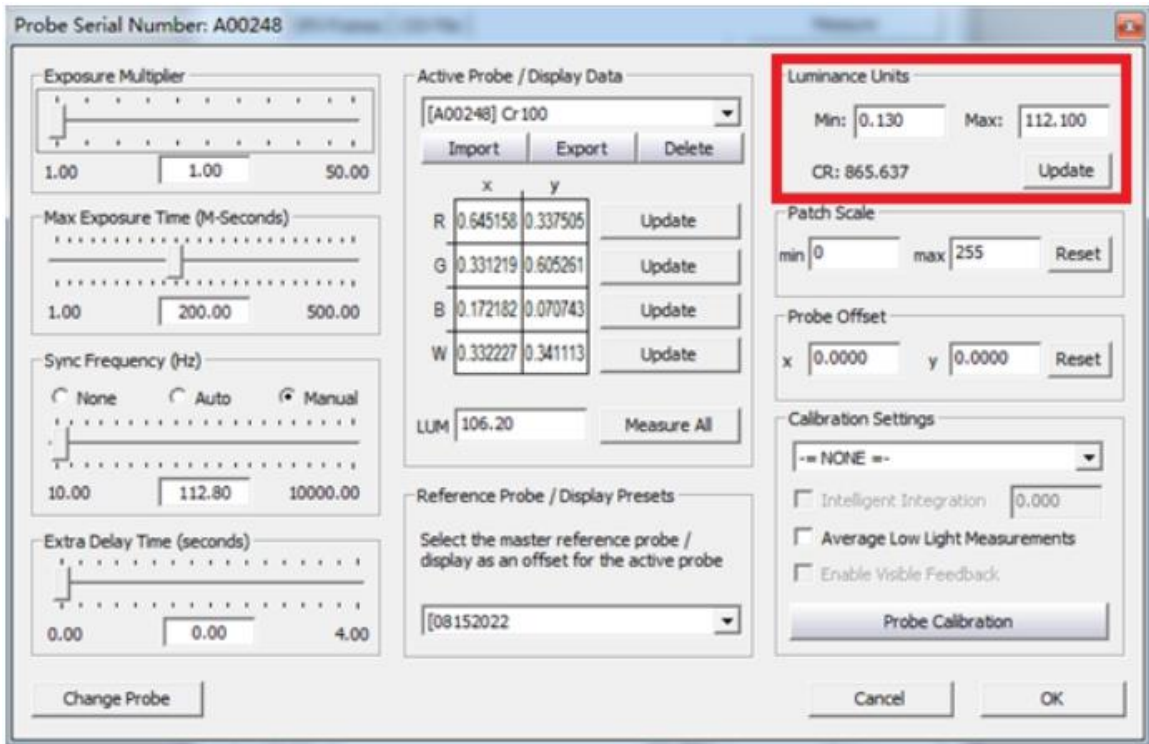 Probe Serial Number: A00248
Exposure Multiplier
1.00 1.00 50.00
Max Exposure Time (M-Seconds)
1.00 200.00 500.00
Sync Frequency (Hz)
None Auto Manual
10.00 112.80 10000.00
Extra Delay Time (seconds)
0.00 0.00 4.00
Change Probe
Active Probe / Display Data
[A00248] Cr100
Import Export Delete
x y
R 0.645158 0.337505 Update
G 0.331219 0.605261 Update
B 0.172182 0.070743 Update
W 0.332227 0.341113 Update
LUM 106.20 Measure All
Reference Probe / Display Presets
Select the master reference probe /
display as an offset for the active probe
[08152022
Luminance Units
Min: 0.130 Max: 112.100
CR: 865.637 Update
Patch Scale
min 0 max 255 Reset
Probe Offset
x 0.0000 y 0.0000 Reset
Calibration Settings
-= NONE =-
Intelligent Integration 0.000
Average Low Light Measurements
Enable Visible Feedback
Probe Calibration
Cancel OK